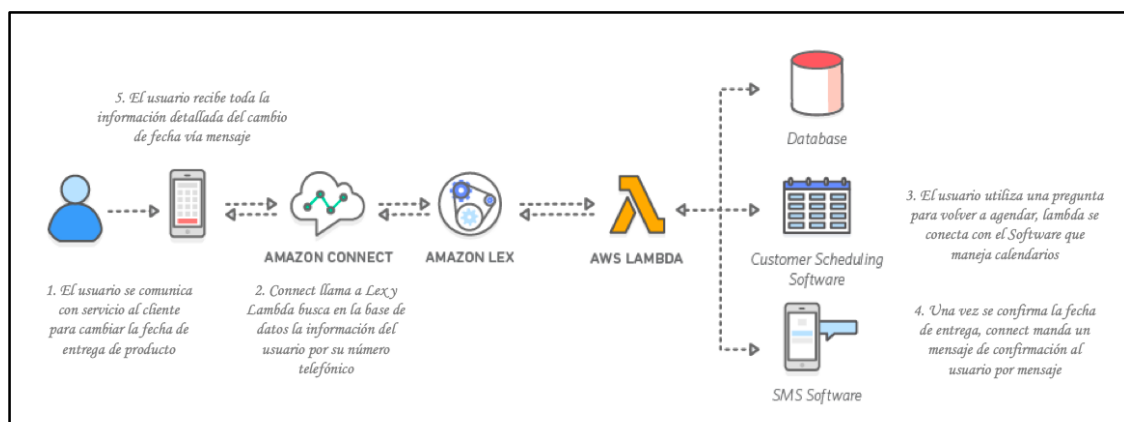 5. El usuario recibe toda la
información detallada del cambio
de fecha vía mensaje
AMAZON CONNECT
AMAZON LEX
AWS LAMBDA
1. El usuario se comunica
con servicio al cliente
para cambiar la fecha de
entrega de producto
2. Connect llama a Lex y
Lambda busca en la base de
datos la información del
usuario por su número
telefónico
Database
Customer Scheduling
Software
SMS Software
3. El usuario utiliza una pregunta
para volver a agendar, lambda se
conecta con el Software que
maneja calendarios
4. Una vez se confirma la fecha
de entrega, connect manda un
mensaje de confirmación al
usuario por mensaje